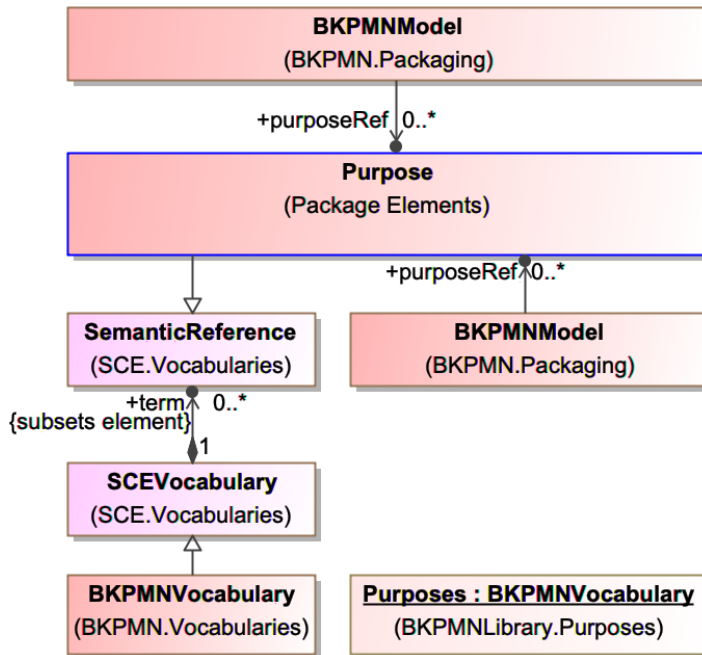 BKPMNModel
(BKPMN.Packaging)
+purposeRef 0..*
Purpose
(Package Elements)
+purposeRef 0..*
SemanticReference
(SCE.Vocabularies)
BKPMNModel
(BKPMN.Packaging)
+term 0..*
{subsets element}
1
SCEVocabulary
(SCE.Vocabularies)
BKPMNVocabulary
(BKPMN.Vocabularies)
Purposes : BKPMNVocabulary
(BKPMNLibrary.Purposes)